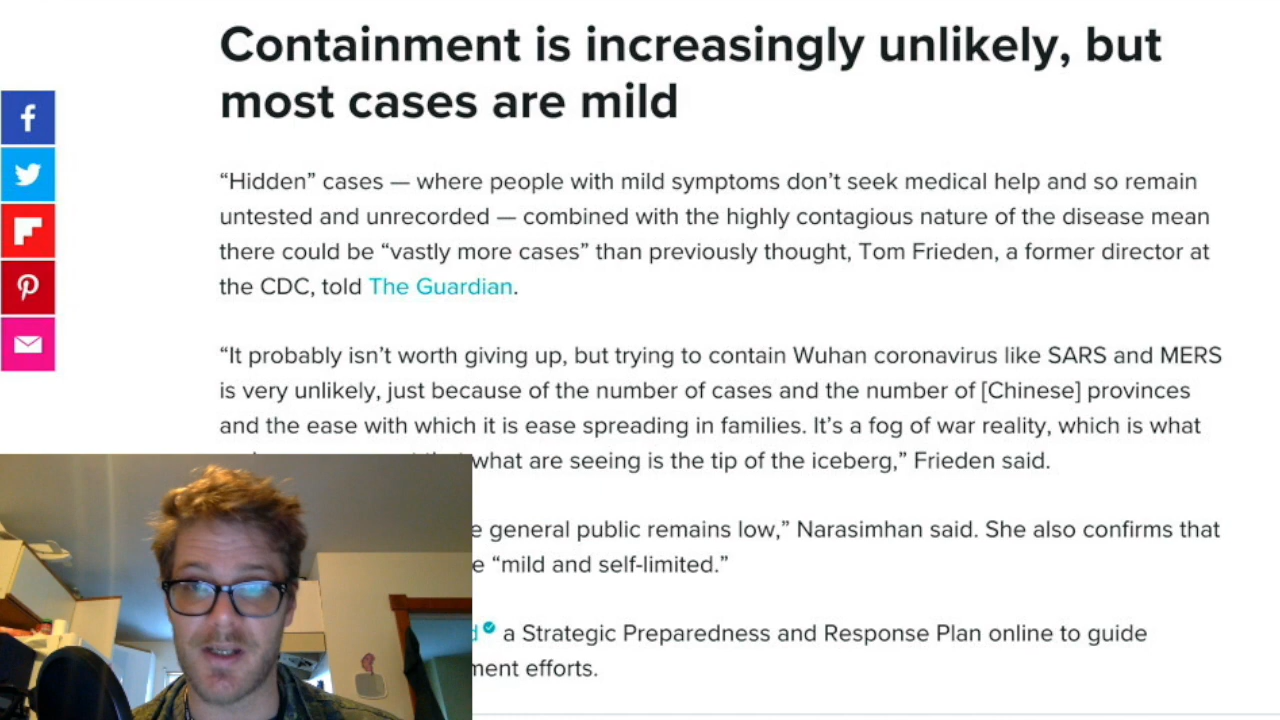 Containment is increasingly unlikely, but
most cases are mild
“Hidden” cases — where people with mild symptoms don’t seek medical help and so remain
untested and unrecorded — combined with the highly contagious nature of the disease mean
there could be “vastly more cases” than previously thought, Tom Frieden, a former director at
the CDC, told The Guardian.
“It probably isn’t worth giving up, but trying to contain Wuhan coronavirus like SARS and MERS
is very unlikely, just because of the number of cases and the number of [Chinese] provinces
and the ease with which it is ease spreading in families. It’s a fog of war reality, which is what
what are seeing is the tip of the iceberg,” Frieden said.
general public remains low,” Narasimhan said. She also confirms that
“mild and self-limited.”
a Strategic Preparedness and Response Plan online to guide
efforts.